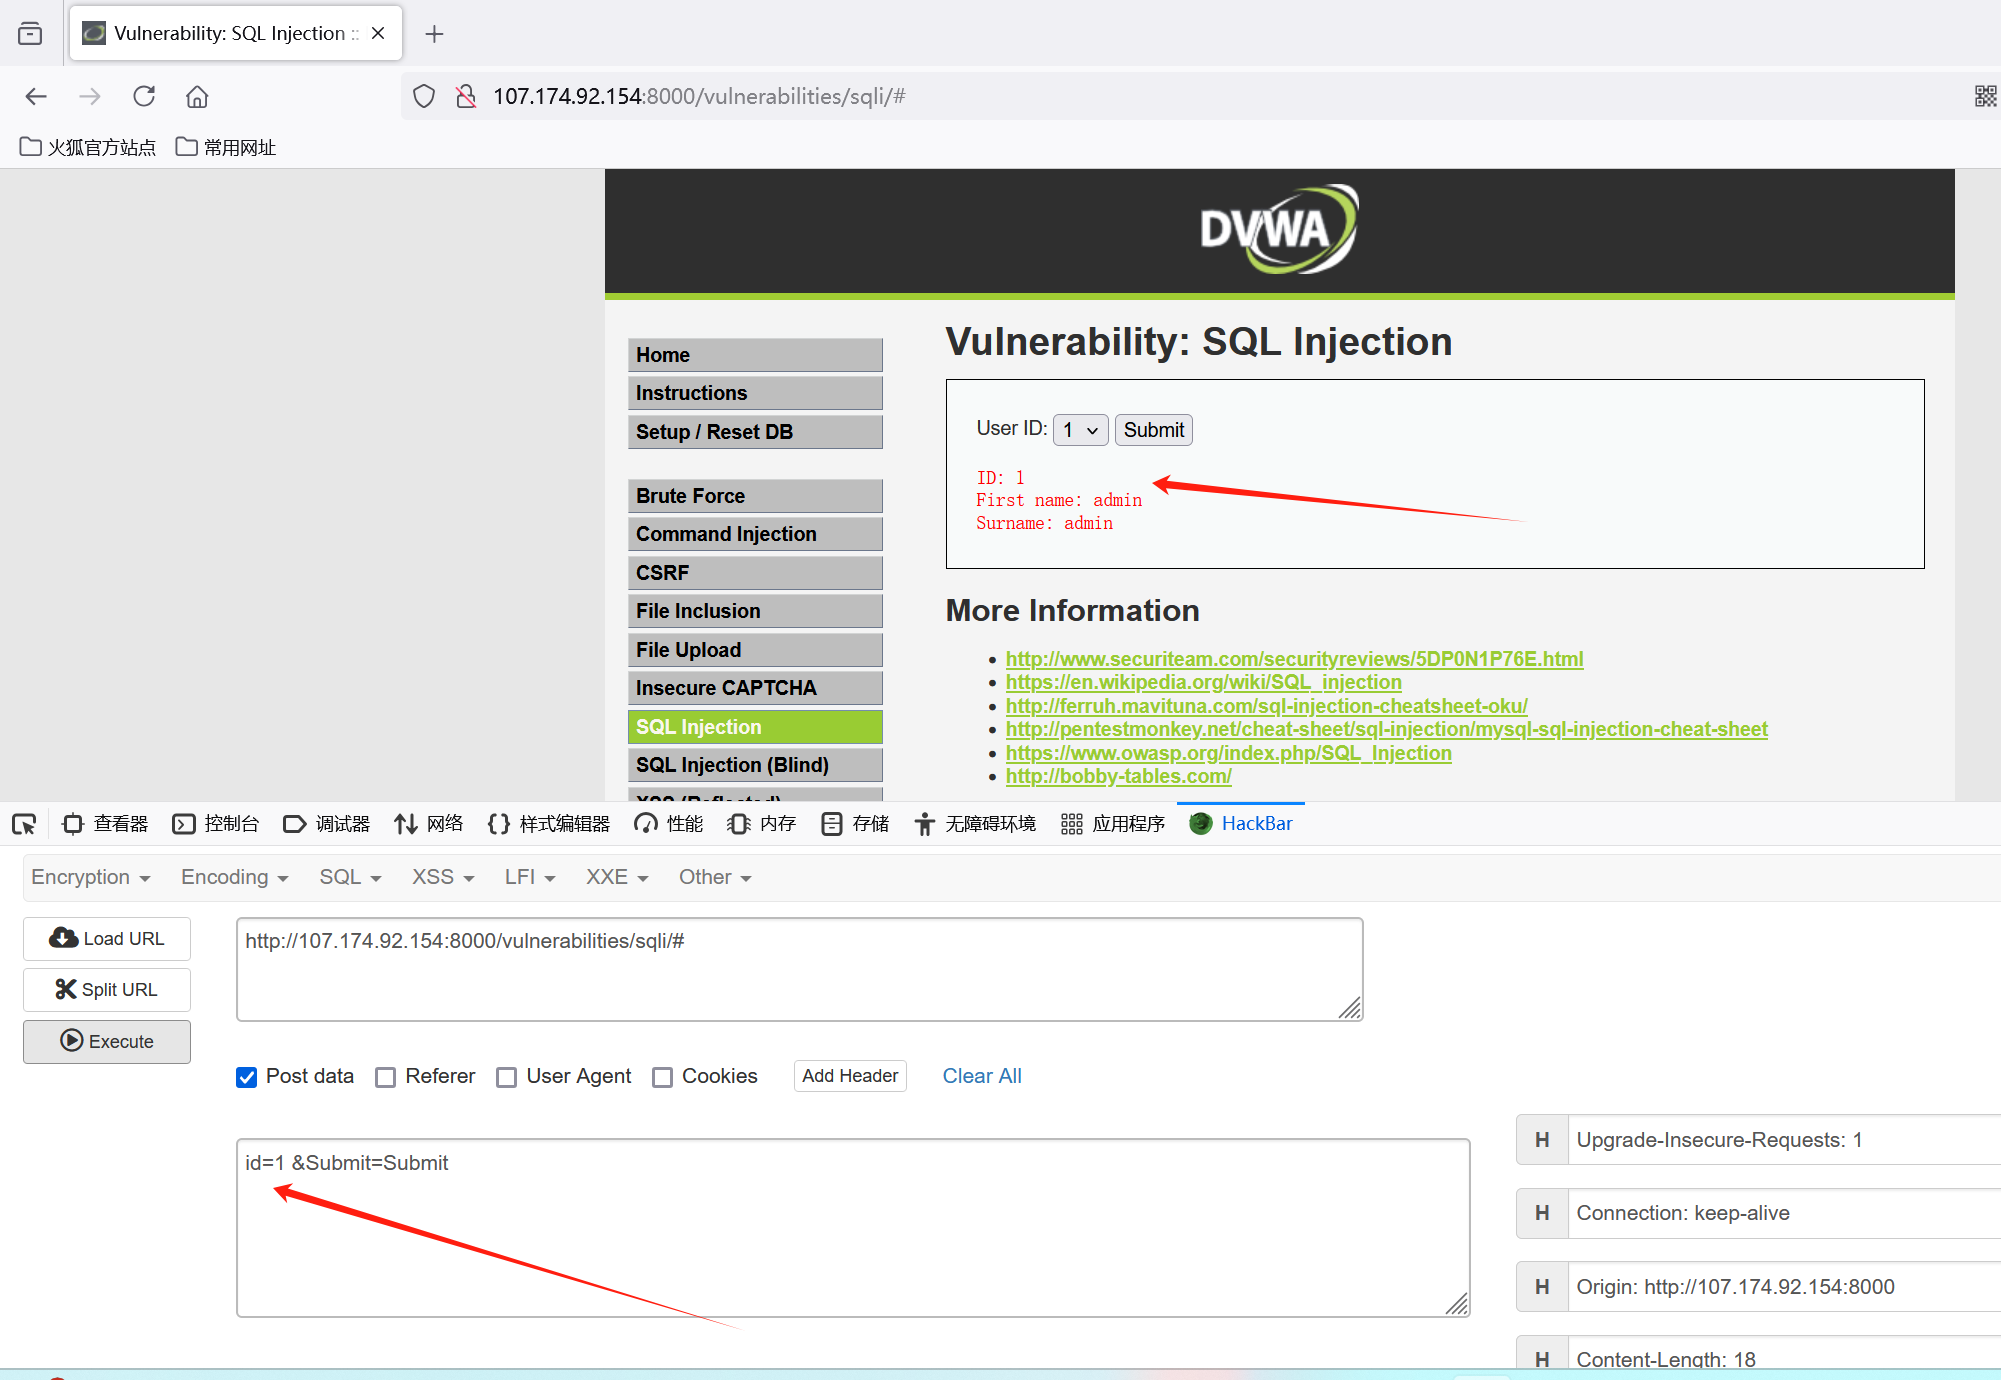 Vulnerability: SQL Injection ::
107.174.92.154:8000/vulnerabilities/sqli/#
火狐官方站点 常用网址
DVWA
Home
Instructions
Setup / Reset DB
Brute Force
Command Injection
CSRF
File Inclusion
File Upload
Insecure CAPTCHA
SQL Injection
SQL Injection (Blind)
XSS (Reflected)
Vulnerability: SQL Injection
User ID: 1 Submit
ID: 1
First name: admin
Surname: admin
More Information
http://www.securiteam.com/securityreviews/5DP0N1P76E.html
https://en.wikipedia.org/wiki/SQL_injection
http://ferruh.mavituna.com/sql-injection-cheatsheet-oku/
http://pentestmonkey.net/cheat-sheet/sql-injection/mysql-sql-injection-cheat-sheet
https://www.owasp.org/index.php/SQL_Injection
http://bobby-tables.com/
查看器 控制台 调试器 网络 样式编辑器 性能 内存 存储 无障碍环境 应用程序 HackBar
Encryption Encoding SQL XSS LFI XXE Other
Load URL
Split URL
Execute
http://107.174.92.154:8000/vulnerabilities/sqli/#
Post data Referer User Agent Cookies Add Header Clear All
id=1 &Submit=Submit
H Upgrade-Insecure-Requests: 1
H Connection: keep-alive
H Origin: http://107.174.92.154:8000
H Content-Length: 18